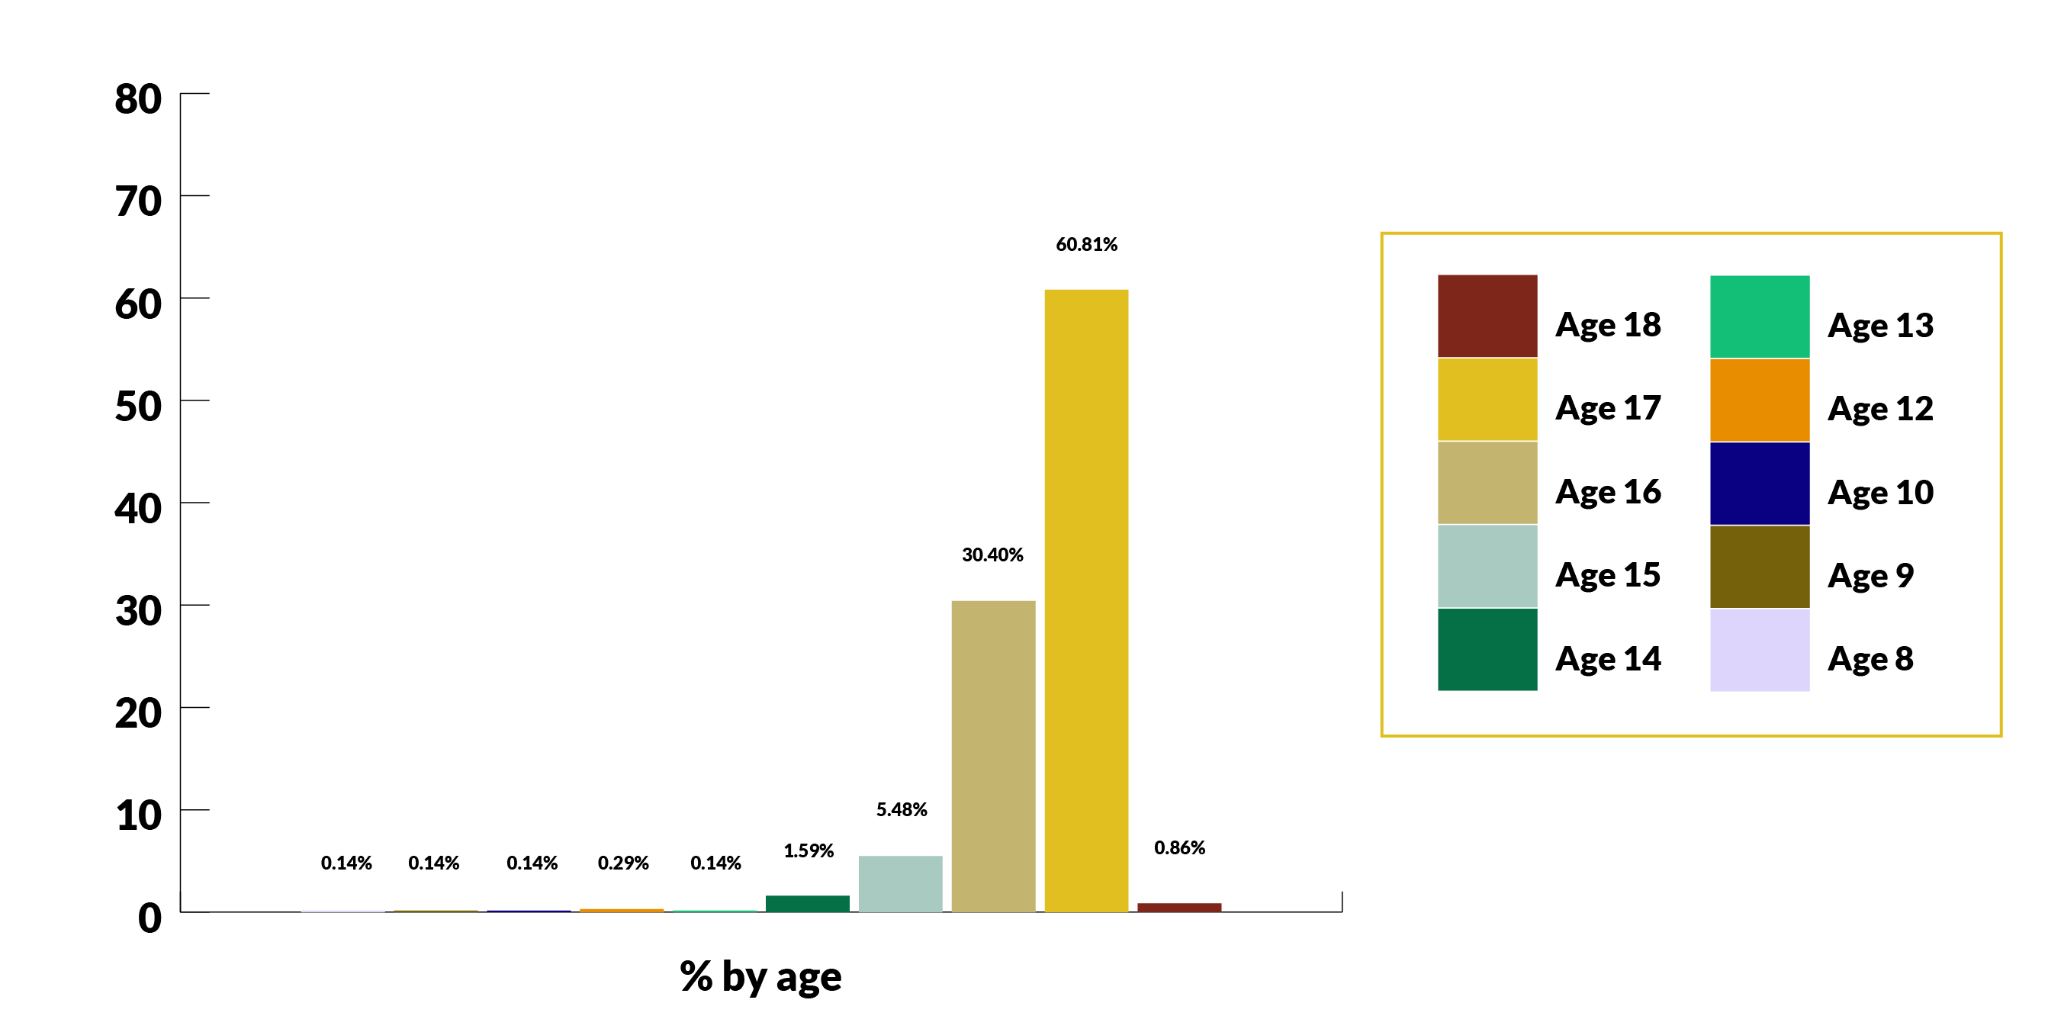 80
70
60
50
40
30
20
10
0
0.14%
0.14%
0.14%
0.29%
0.14%
1.59%
5.48%
30.40%
60.81%
0.86%
% by age
Age 18
Age 17
Age 16
Age 15
Age 14
Age 13
Age 12
Age 10
Age 9
Age 8